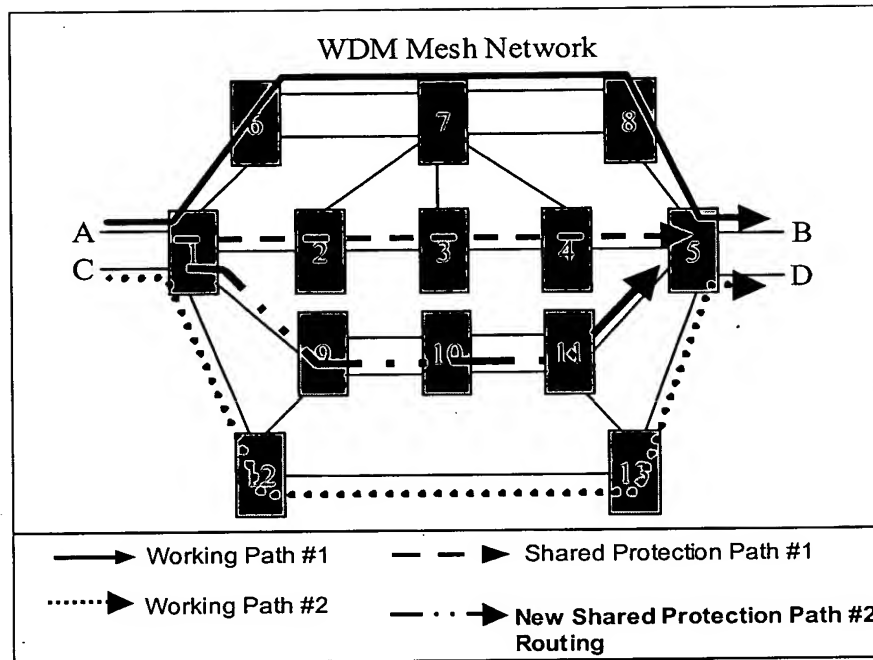 WDM Mesh Network
6 7 8
A B
1 2 3 4 5
C D
9 10 11
12 13
Working Path #1
Shared Protection Path #1
Working Path #2
New Shared Protection Path #2
Routing